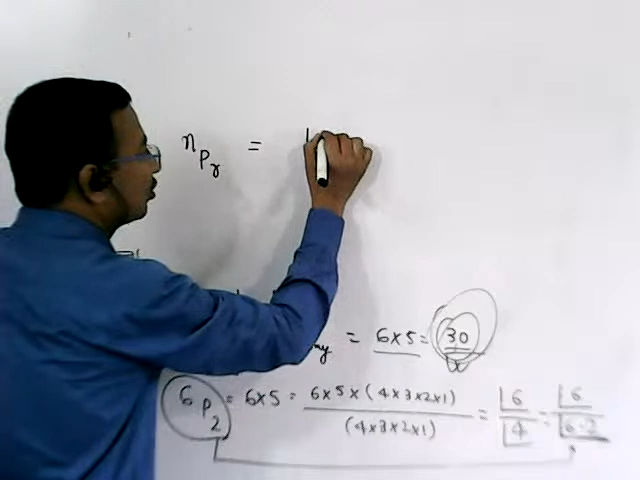 nPr =
= 6×5 = 30
6P2 = 6×5 = 6×5×(4×3×2×1) / (4×3×2×1) = |6 / |4 = |6 / |6-2